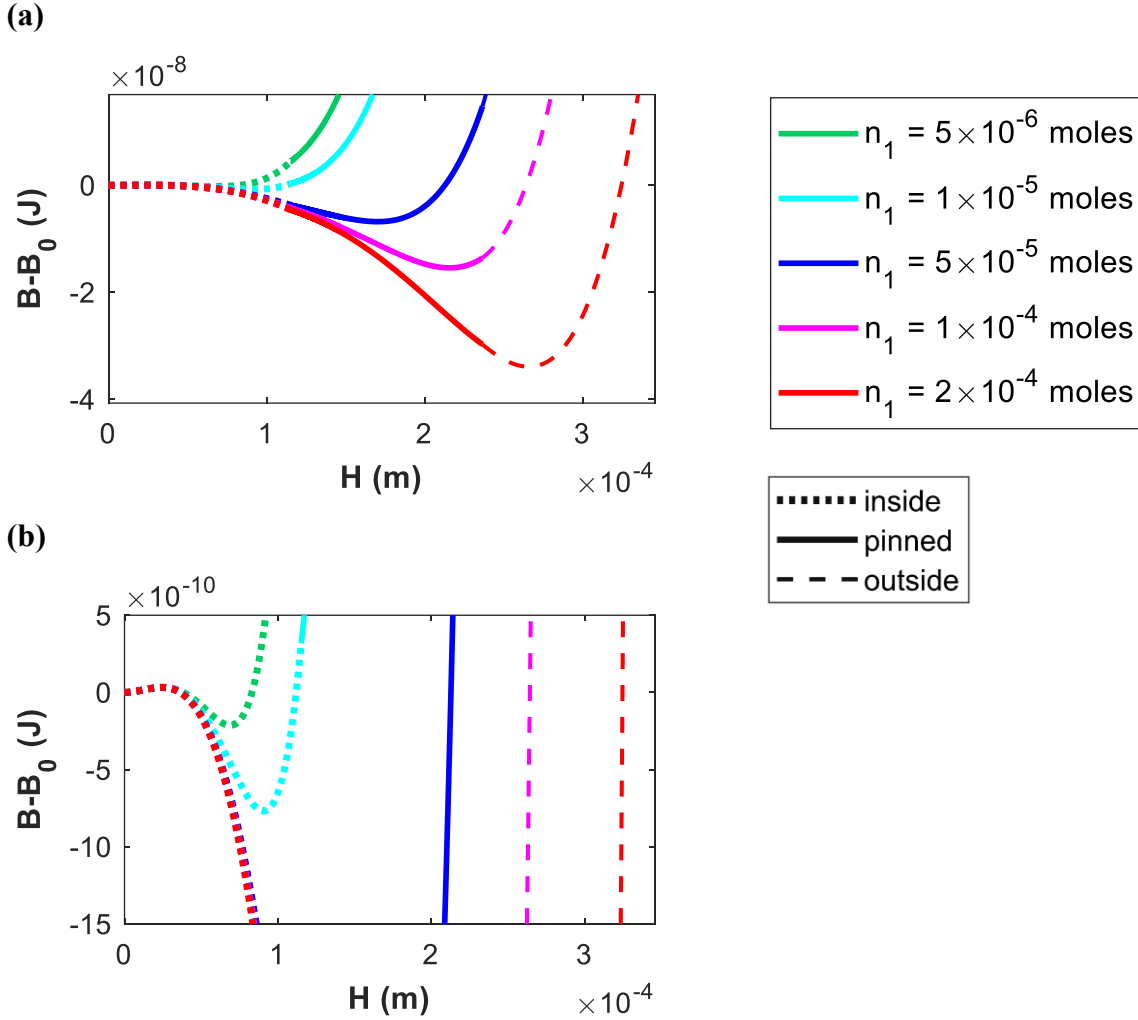 (a)
×10⁻⁸
B-B₀ (J)
0
-2
-4
0
1
2
3
H (m)
×10⁻⁴
n₁ = 5×10⁻⁶ moles
n₁ = 1×10⁻⁵ moles
n₁ = 5×10⁻⁵ moles
n₁ = 1×10⁻⁴ moles
n₁ = 2×10⁻⁴ moles
inside
pinned
outside
(b)
×10⁻¹⁰
B-B₀ (J)
5
0
-5
-10
-15
0
1
2
3
H (m)
×10⁻⁴